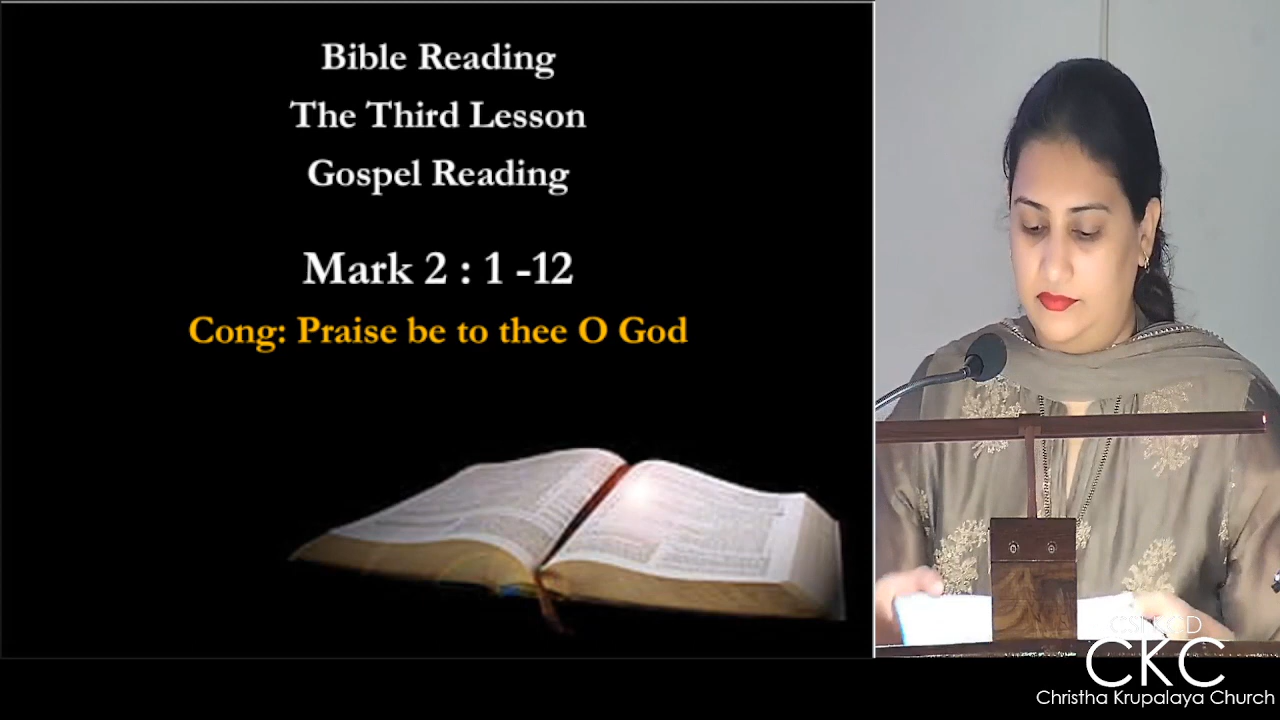 Bible Reading
The Third Lesson
Gospel Reading
Mark 2 : 1 -12
Cong: Praise be to thee O God
CKC
Christha Krupalaya Church